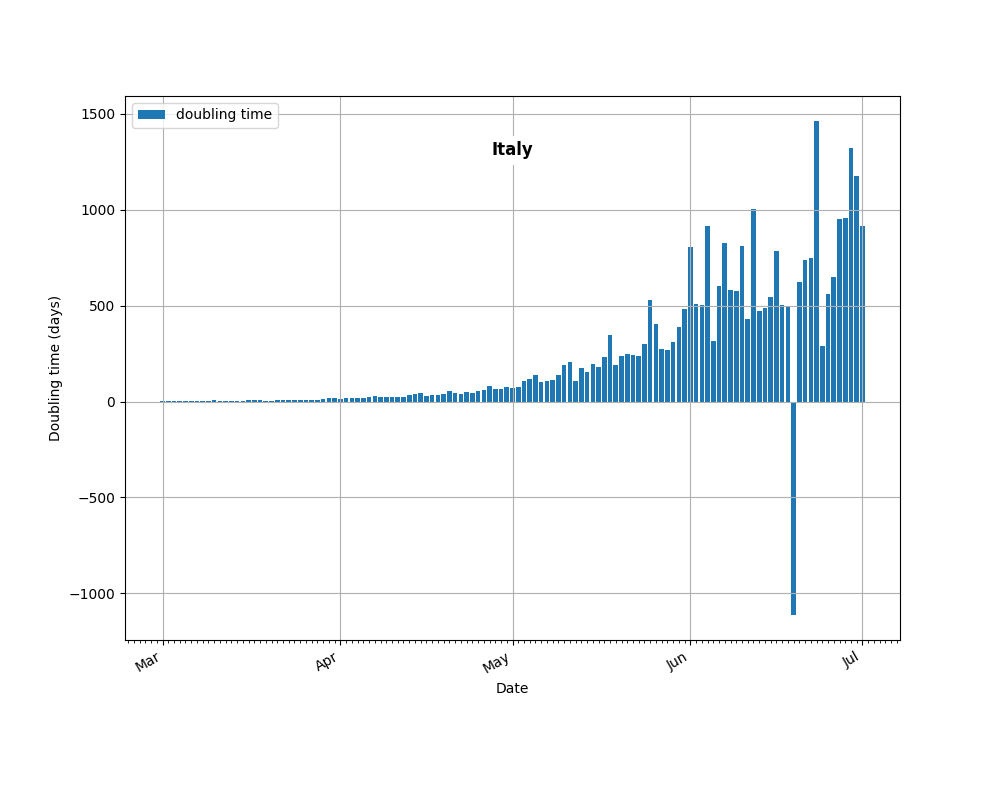 doubling time
Italy
1500
1000
500
0
−500
−1000
Doubling time (days)
Mar
Apr
May
Jun
Jul
Date